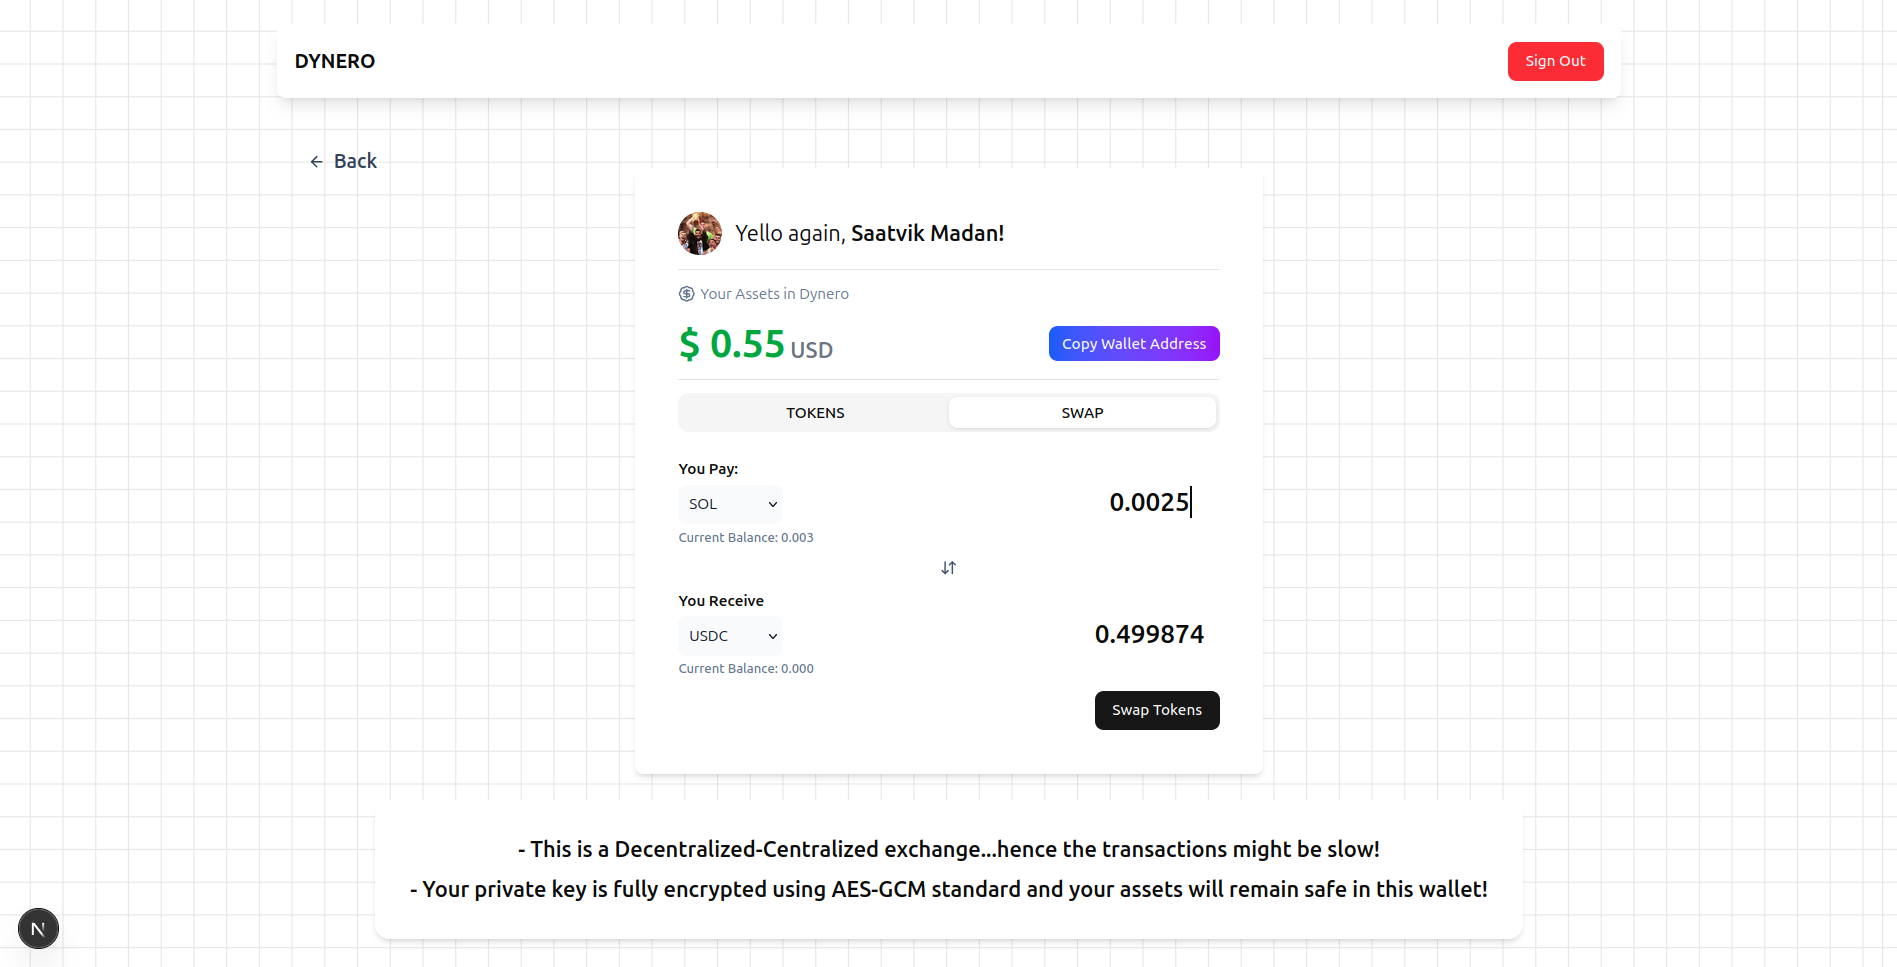 DYNERO
Sign Out
Back
Yello again, Saatvik Madan!
Your Assets in Dynero
$ 0.55 USD
Copy Wallet Address
TOKENS
SWAP
You Pay:
SOL
0.0025
Current Balance: 0.003
You Receive
USDC
0.499874
Current Balance: 0.000
Swap Tokens
- This is a Decentralized-Centralized exchange...hence the transactions might be slow!
- Your private key is fully encrypted using AES-GCM standard and your assets will remain safe in this wallet!
N